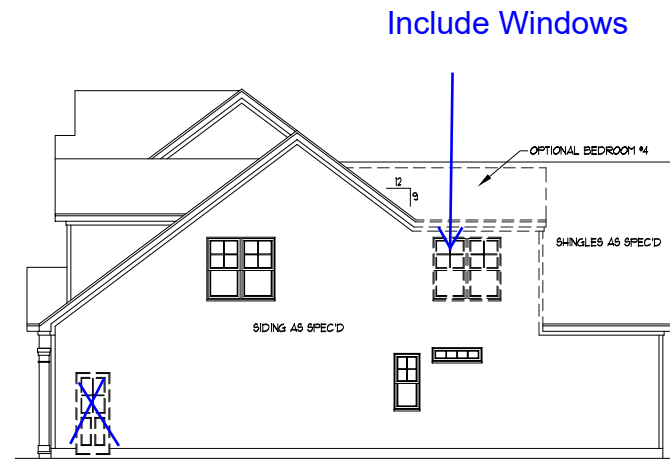 Include Windows
OPTIONAL BEDROOM #4
12
9
SHINGLES AS SPEC'D
SIDING AS SPEC'D